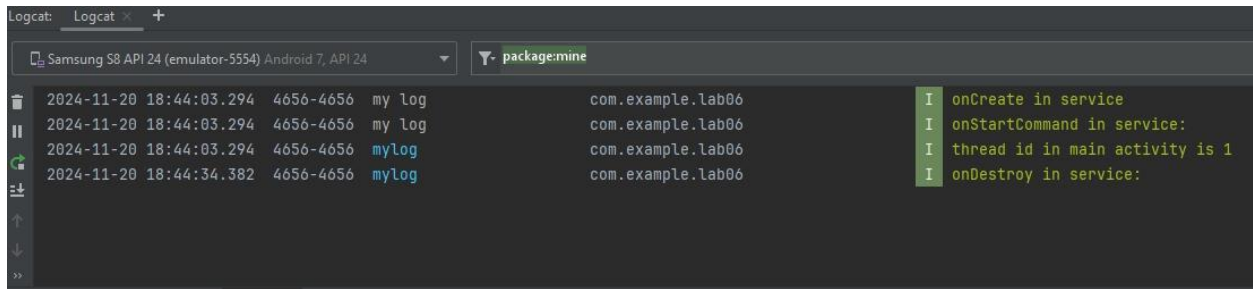 Logcat: Logcat × +
Samsung S8 API 24 (emulator-5554) Android 7, API 24 package:mine
2024-11-20 18:44:03.294 4656-4656 my log com.example.lab06 I onCreate in service
2024-11-20 18:44:03.294 4656-4656 my log com.example.lab06 I onStartCommand in service:
2024-11-20 18:44:03.294 4656-4656 mylog com.example.lab06 I thread id in main activity is 1
2024-11-20 18:44:34.382 4656-4656 mylog com.example.lab06 I onDestroy in service: